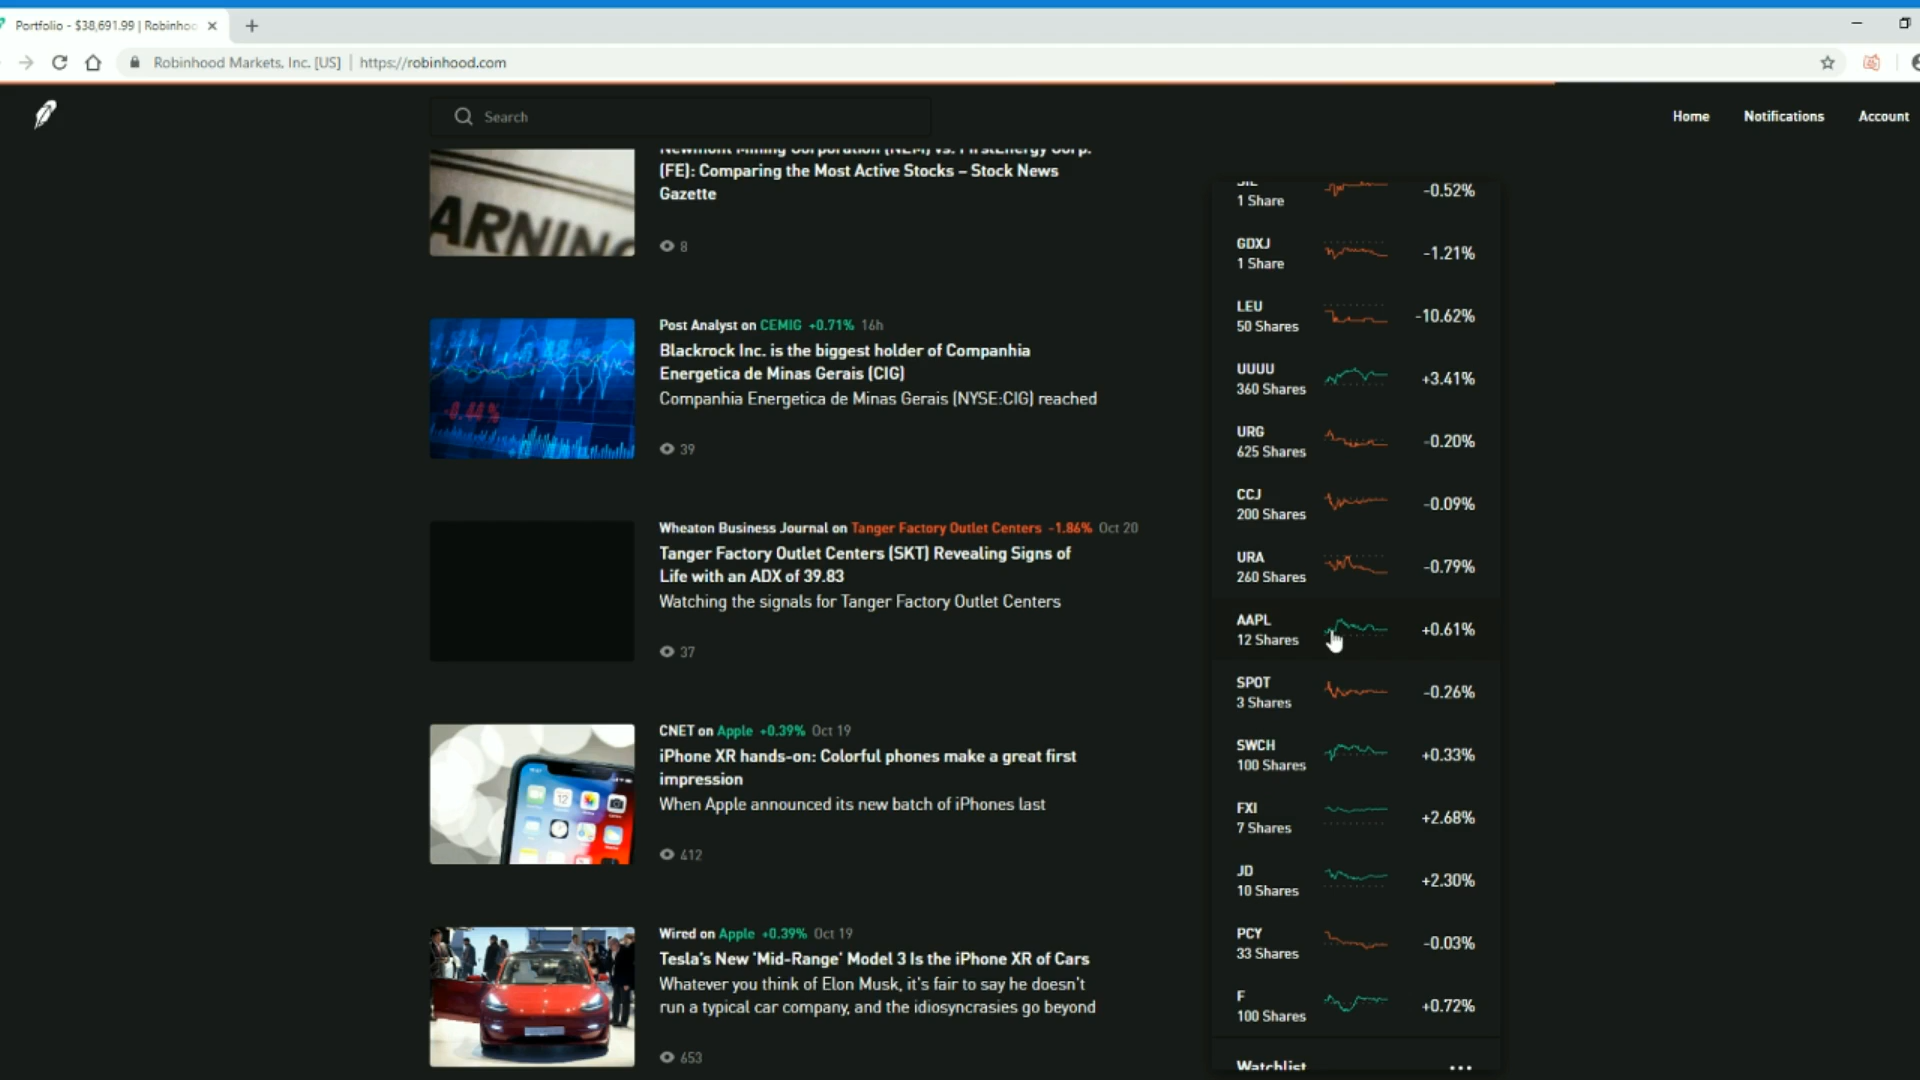 Portfolio - $38,691.99 | Robinhoo
Robinhood Markets, Inc. [US] | https://robinhood.com
Search
Home
Notifications
Account
Newmont Mining Corporation (NEM) vs. FirstEnergy Corp.
(FE): Comparing the Most Active Stocks – Stock News
Gazette
8
ARNING
Post Analyst on CEMIG +0.71% 16h
Blackrock Inc. is the biggest holder of Companhia
Energetica de Minas Gerais (CIG)
Companhia Energetica de Minas Gerais (NYSE:CIG) reached
39
-0.44 %
Wheaton Business Journal on Tanger Factory Outlet Centers -1.86% Oct 20
Tanger Factory Outlet Centers (SKT) Revealing Signs of
Life with an ADX of 39.83
Watching the signals for Tanger Factory Outlet Centers
37
CNET on Apple +0.39% Oct 19
iPhone XR hands-on: Colorful phones make a great first
impression
When Apple announced its new batch of iPhones last
412
12
Wired on Apple +0.39% Oct 19
Tesla's New 'Mid-Range' Model 3 Is the iPhone XR of Cars
Whatever you think of Elon Musk, it's fair to say he doesn't
run a typical car company, and the idiosyncrasies go beyond
653
SIL
1 Share
-0.52%
GDXJ
1 Share
-1.21%
LEU
50 Shares
-10.62%
UUUU
360 Shares
+3.41%
URG
625 Shares
-0.20%
CCJ
200 Shares
-0.09%
URA
260 Shares
-0.79%
AAPL
12 Shares
+0.61%
SPOT
3 Shares
-0.26%
SWCH
100 Shares
+0.33%
FXI
7 Shares
+2.68%
JD
10 Shares
+2.30%
PCY
33 Shares
-0.03%
F
100 Shares
+0.72%
Watchlist